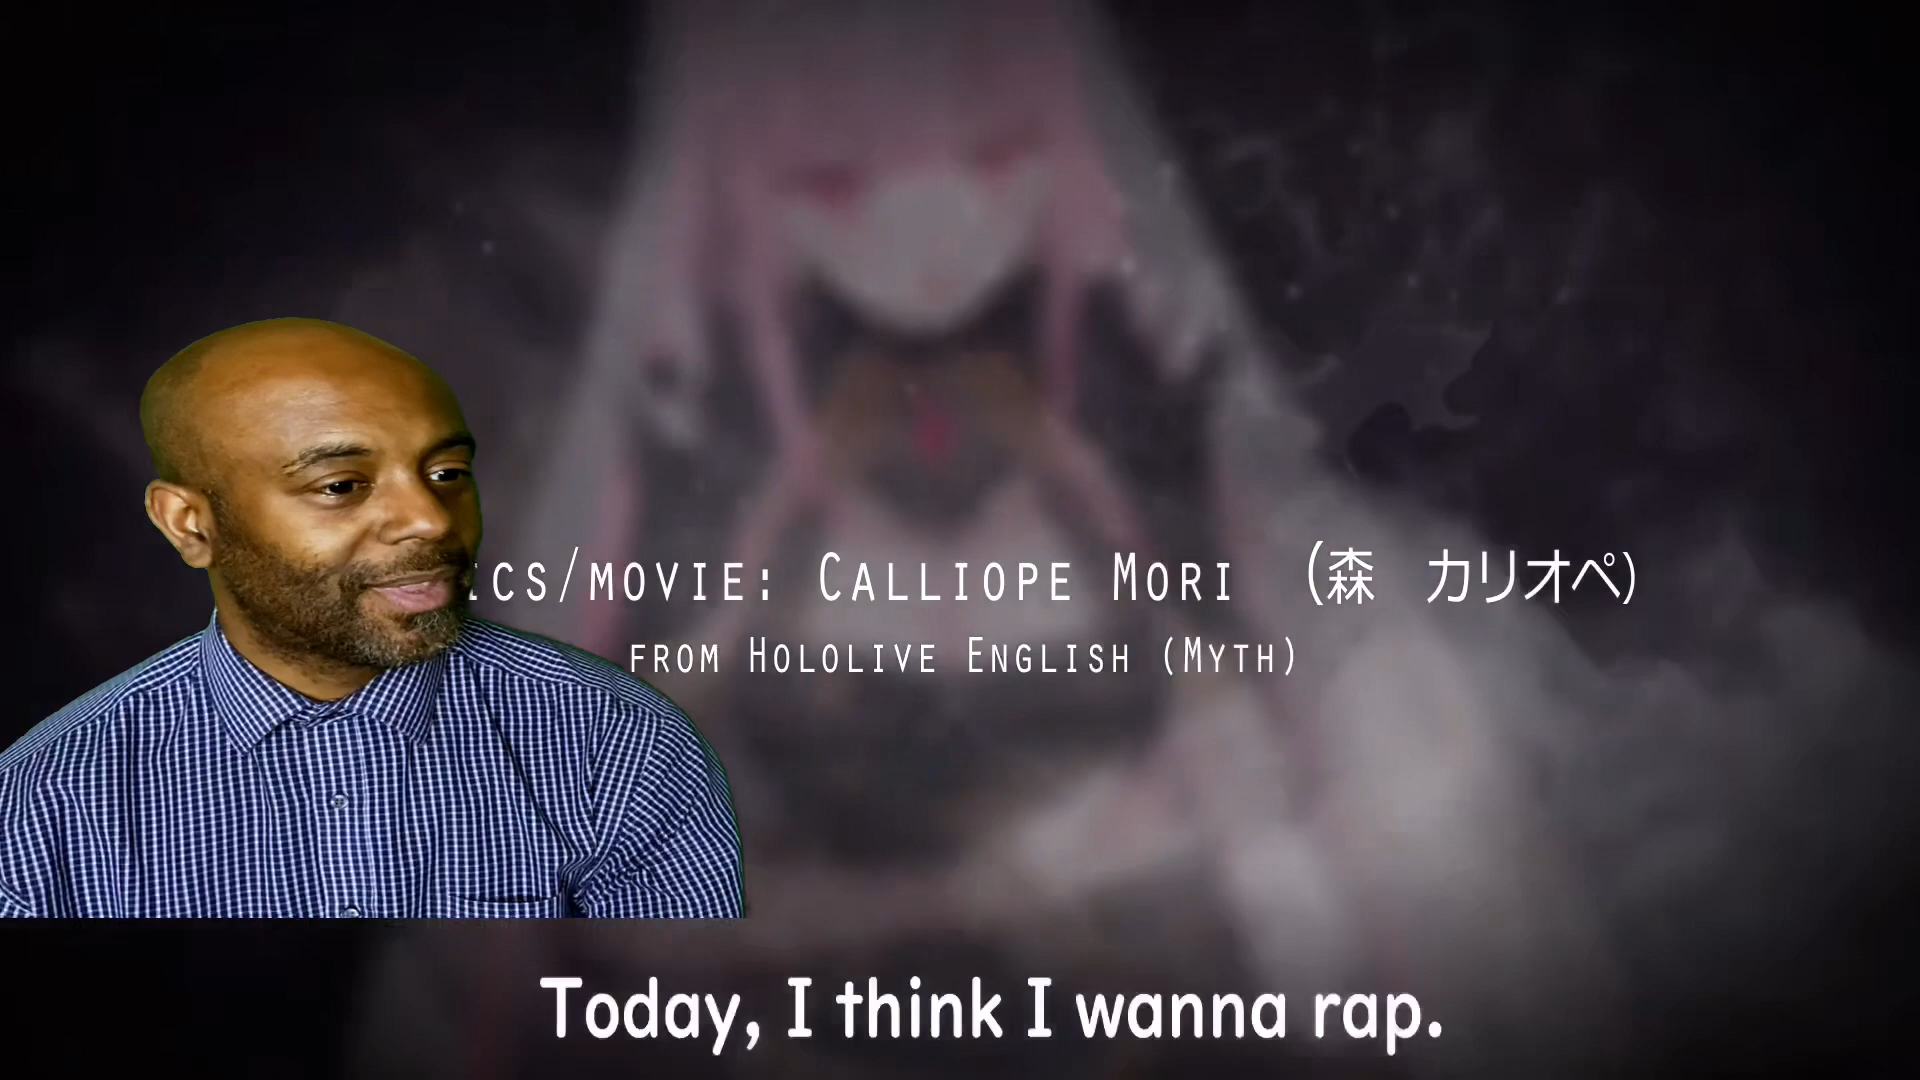 ICS/MOVIE: CALLIOPE MORI (森 カリオペ)
FROM HOLOLIVE ENGLISH (MYTH)
Today, I think I wanna rap.